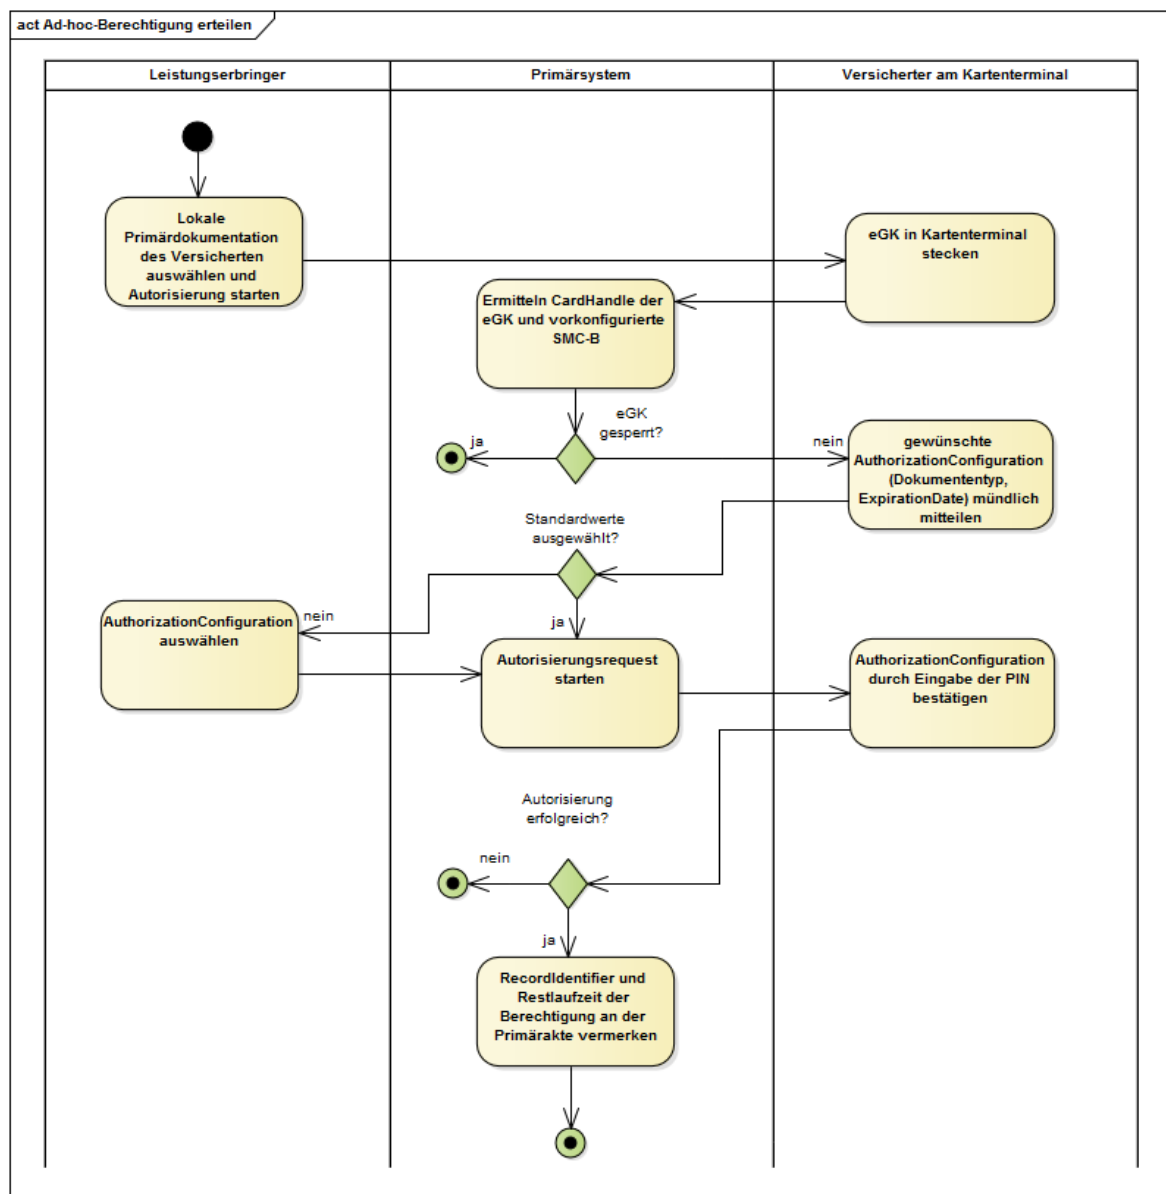 act Ad-hoc-Berechtigung erteilen
Leistungserbringer
Primärsystem
Versicherter am Kartenterminal
Lokale
Primärdokumentation
des Versicherten
auswählen und
Autorisierung starten
eGK in Kartenterminal
stecken
Ermitteln CardHandle der
eGK und vorkonfigurierte
SMC-B
eGK
gesperrt?
ja
nein
gewünschte
AuthorizationConfiguration
(Dokumententyp,
ExpirationDate) mündlich
mitteilen
Standardwerte
ausgewählt?
nein
ja
AuthorizationConfiguration
auswählen
Autorisierungsrequest
starten
AuthorizationConfiguration
durch Eingabe der PIN
bestätigen
Autorisierung
erfolgreich?
nein
ja
RecordIdentifier und
Restlaufzeit der
Berechtigung an der
Primärakte vermerken